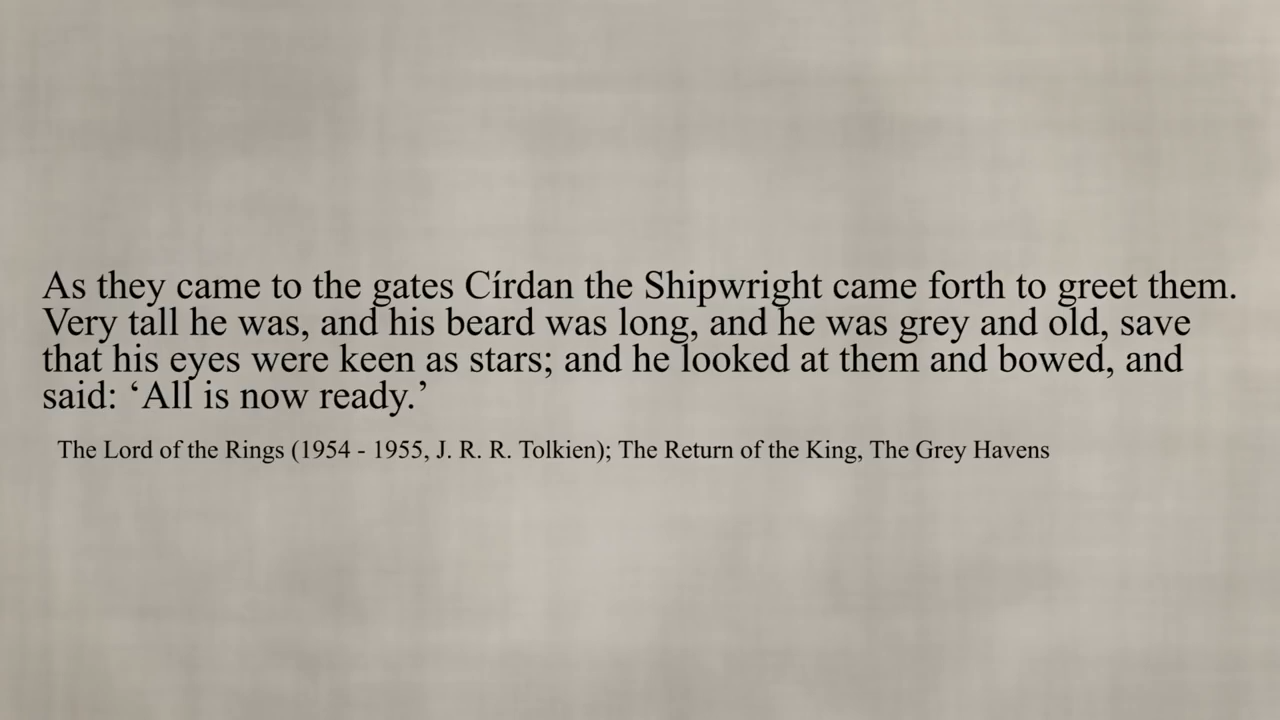 As they came to the gates Círdan the Shipwright came forth to greet them.
Very tall he was, and his beard was long, and he was grey and old, save
that his eyes were keen as stars; and he looked at them and bowed, and
said: ‘All is now ready.’
The Lord of the Rings (1954 - 1955, J. R. R. Tolkien); The Return of the King, The Grey Havens